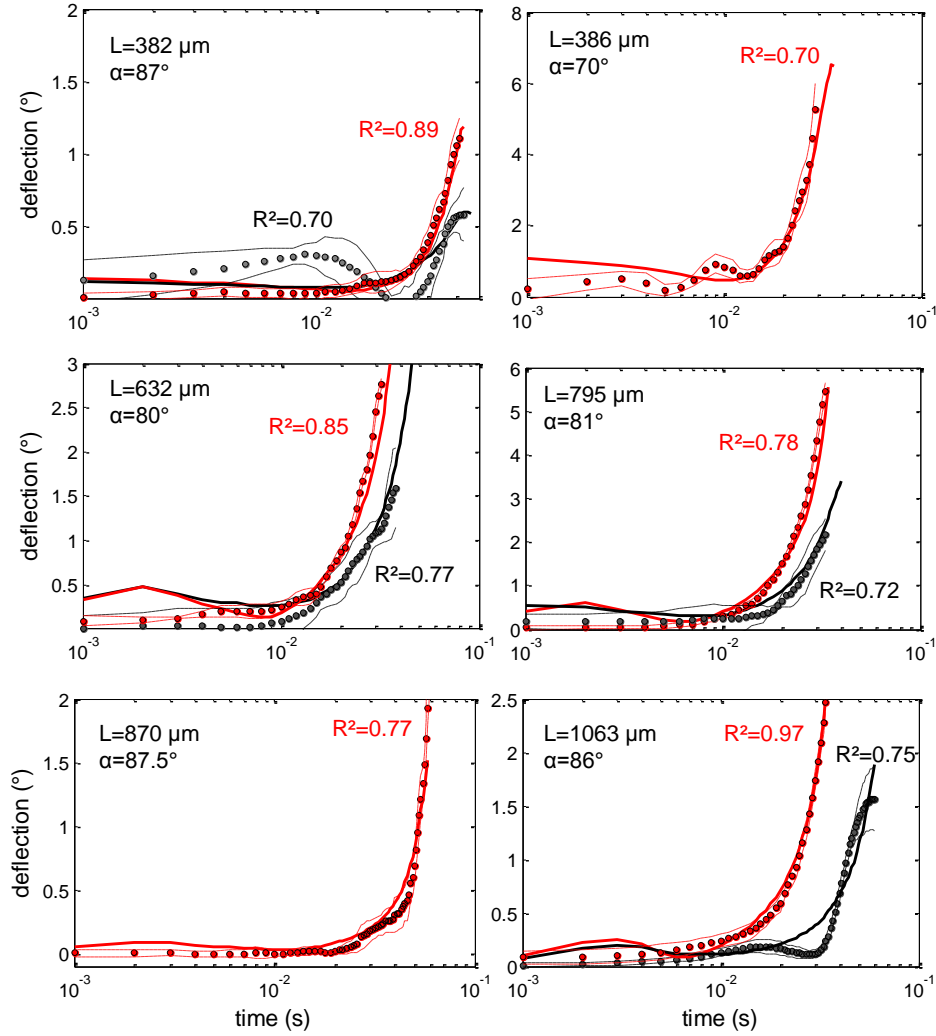 2
L=382 µm
α=87°
1.5
R²=0.89
1
R²=0.70
0.5
0
10-3
10-2
10-1
deflection (°)
8
L=386 µm
α=70°
R²=0.70
6
4
2
0
10-3
10-2
10-1
3
L=632 µm
α=80°
2.5
R²=0.85
2
1.5
1
R²=0.77
0.5
10-3
10-2
10-1
deflection (°)
6
L=795 µm
α=81°
5
R²=0.78
4
3
2
R²=0.72
1
0
10-3
10-2
10-1
2
L=870 µm
α=87.5°
R²=0.77
1.5
1
0.5
0
10-3
10-2
10-1
deflection (°)
time (s)
2.5
L=1063 µm
α=86°
R²=0.97
R²=0.75
2
1.5
1
0.5
0
10-3
10-2
10-1
time (s)